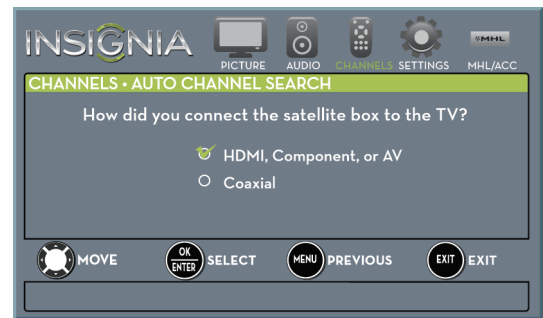 INSIGNIA
PICTURE AUDIO CHANNELS SETTINGS MHL/ACC
MHL
CHANNELS • AUTO CHANNEL SEARCH
How did you connect the satellite box to the TV?
HDMI, Component, or AV
Coaxial
MOVE OK ENTER SELECT MENU PREVIOUS EXIT EXIT